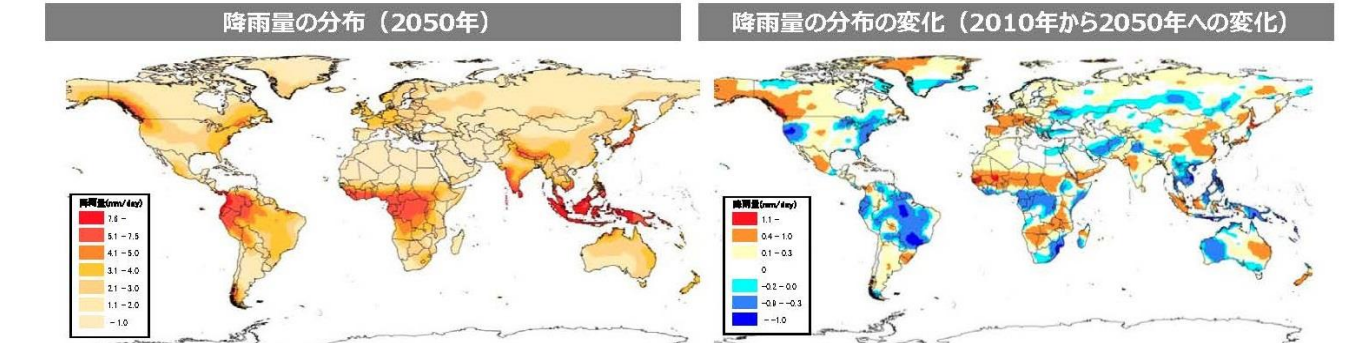 降雨量の分布（2050年）
降雨量の分布の変化（2010年から2050年への変化）
降雨量(mm/day)
7.6 -
5.1 - 7.5
4.1 - 5.0
3.1 - 4.0
2.1 - 3.0
1.1 - 2.0
- 1.0
降雨量(mm/day)
1.1 -
0.4 - 1.0
0.1 - 0.3
0
-0.2 - 0.0
-0.9 - -0.3
- -1.0